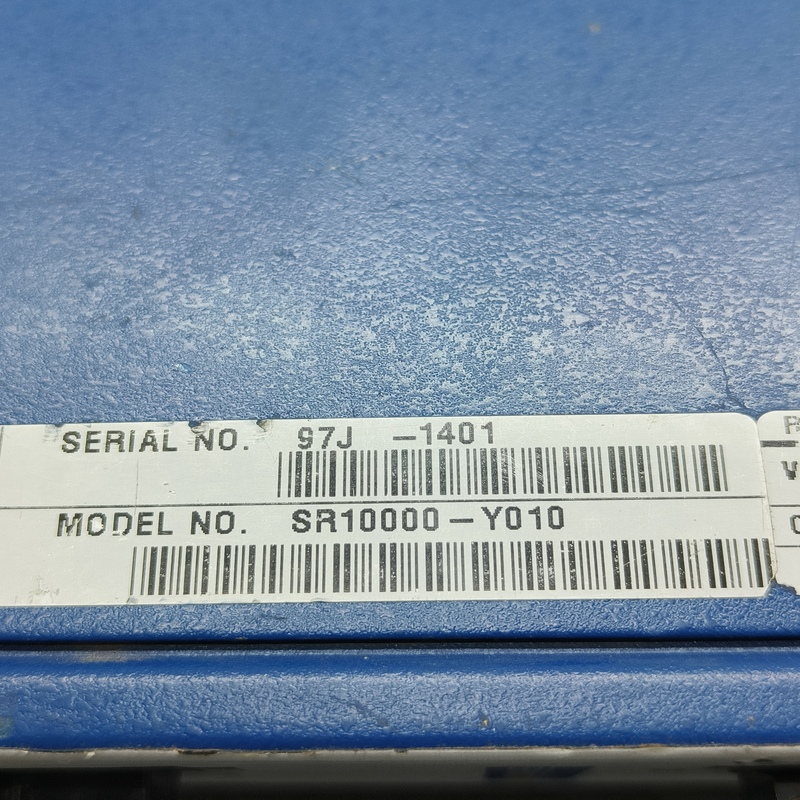 SERIAL NO. 97J -1401
MODEL NO. SR10000-Y010